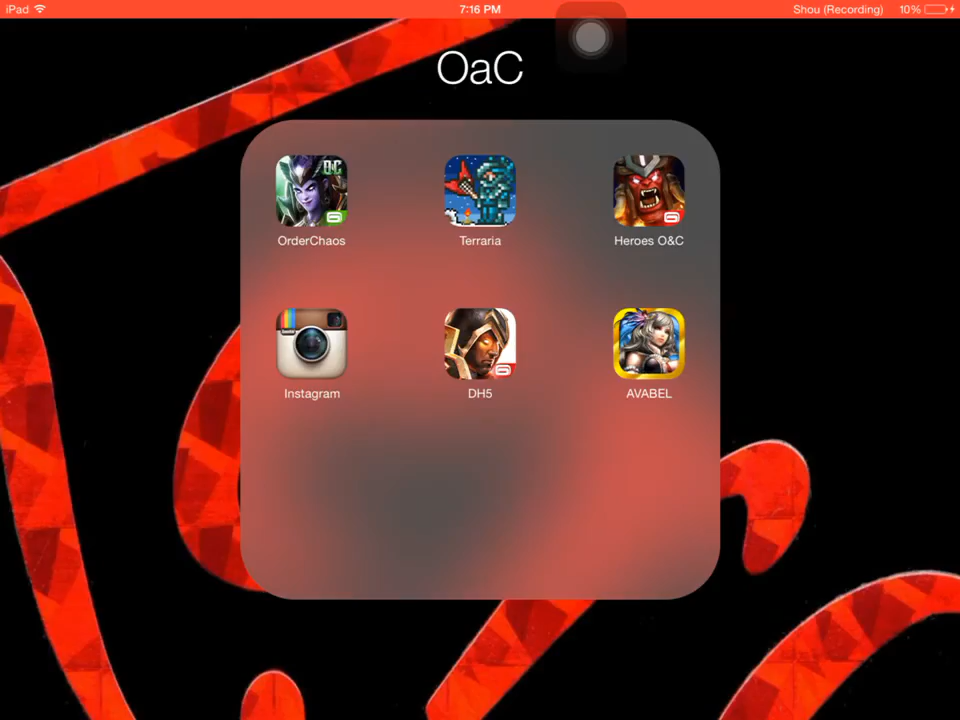 iPad 7:16 PM Shou (Recording) 10%
OaC
O&C
OrderChaos Terraria Heroes O&C
Instagram DH5 AVABEL